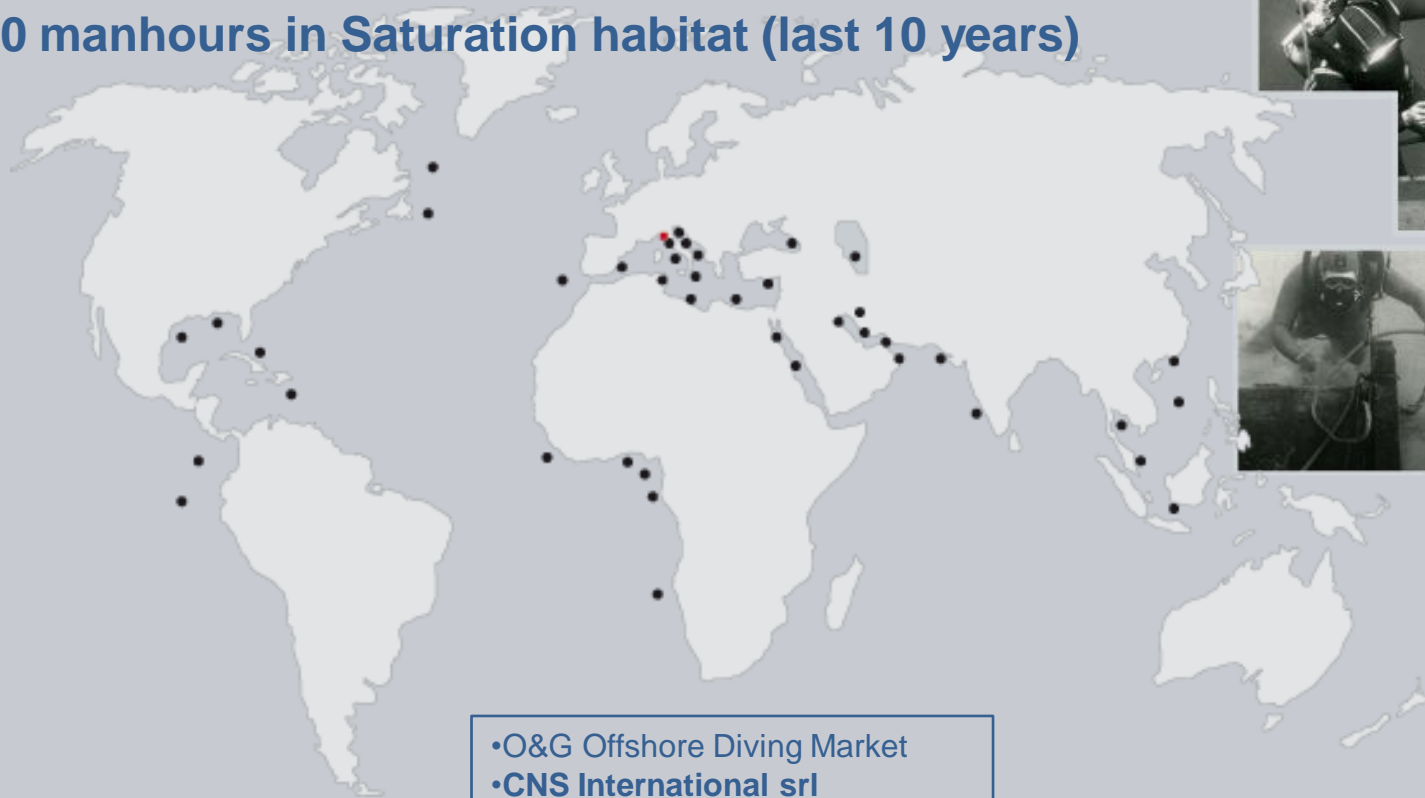 0 manhours in Saturation habitat (last 10 years)
•O&G Offshore Diving Market
•CNS International srl